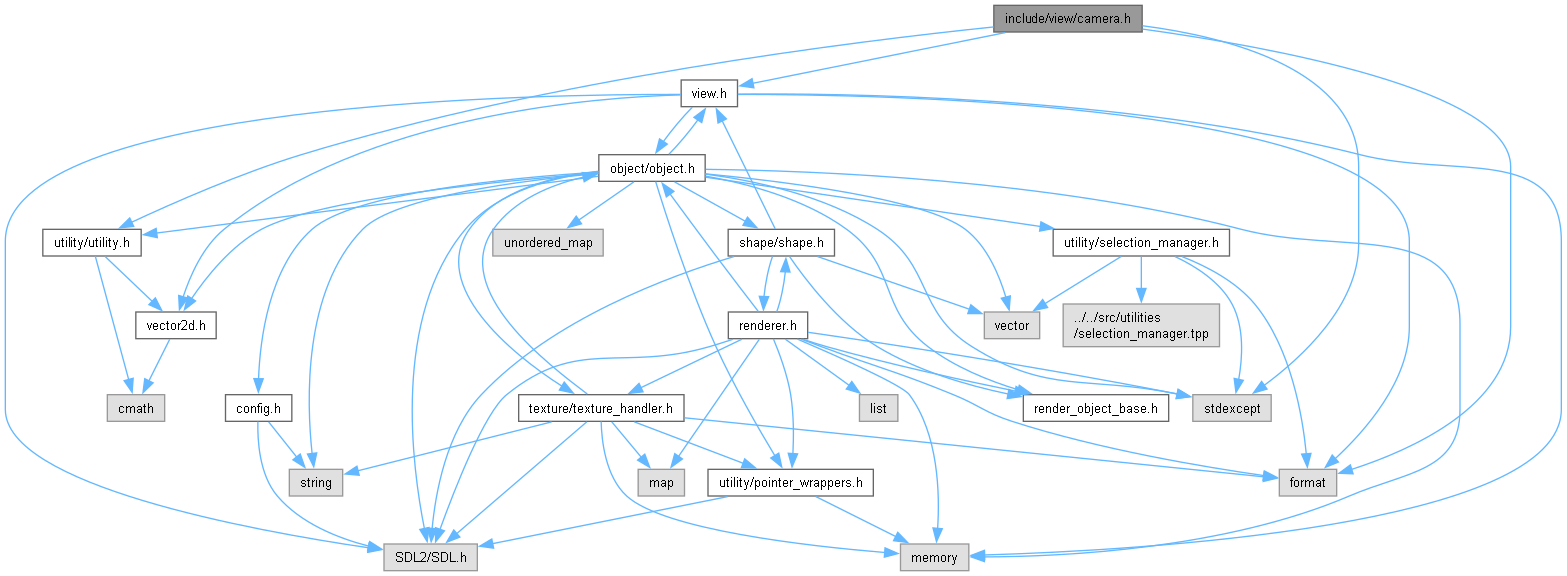 include/view/camera.h
view.h
object/object.h
utility/utility.h
unordered_map
shape/shape.h
utility/selection_manager.h
vector2d.h
renderer.h
vector
../../src/utilities
/selection_manager.tpp
cmath
config.h
texture/texture_handler.h
list
render_object_base.h
stdexcept
string
map
utility/pointer_wrappers.h
format
SDL2/SDL.h
memory